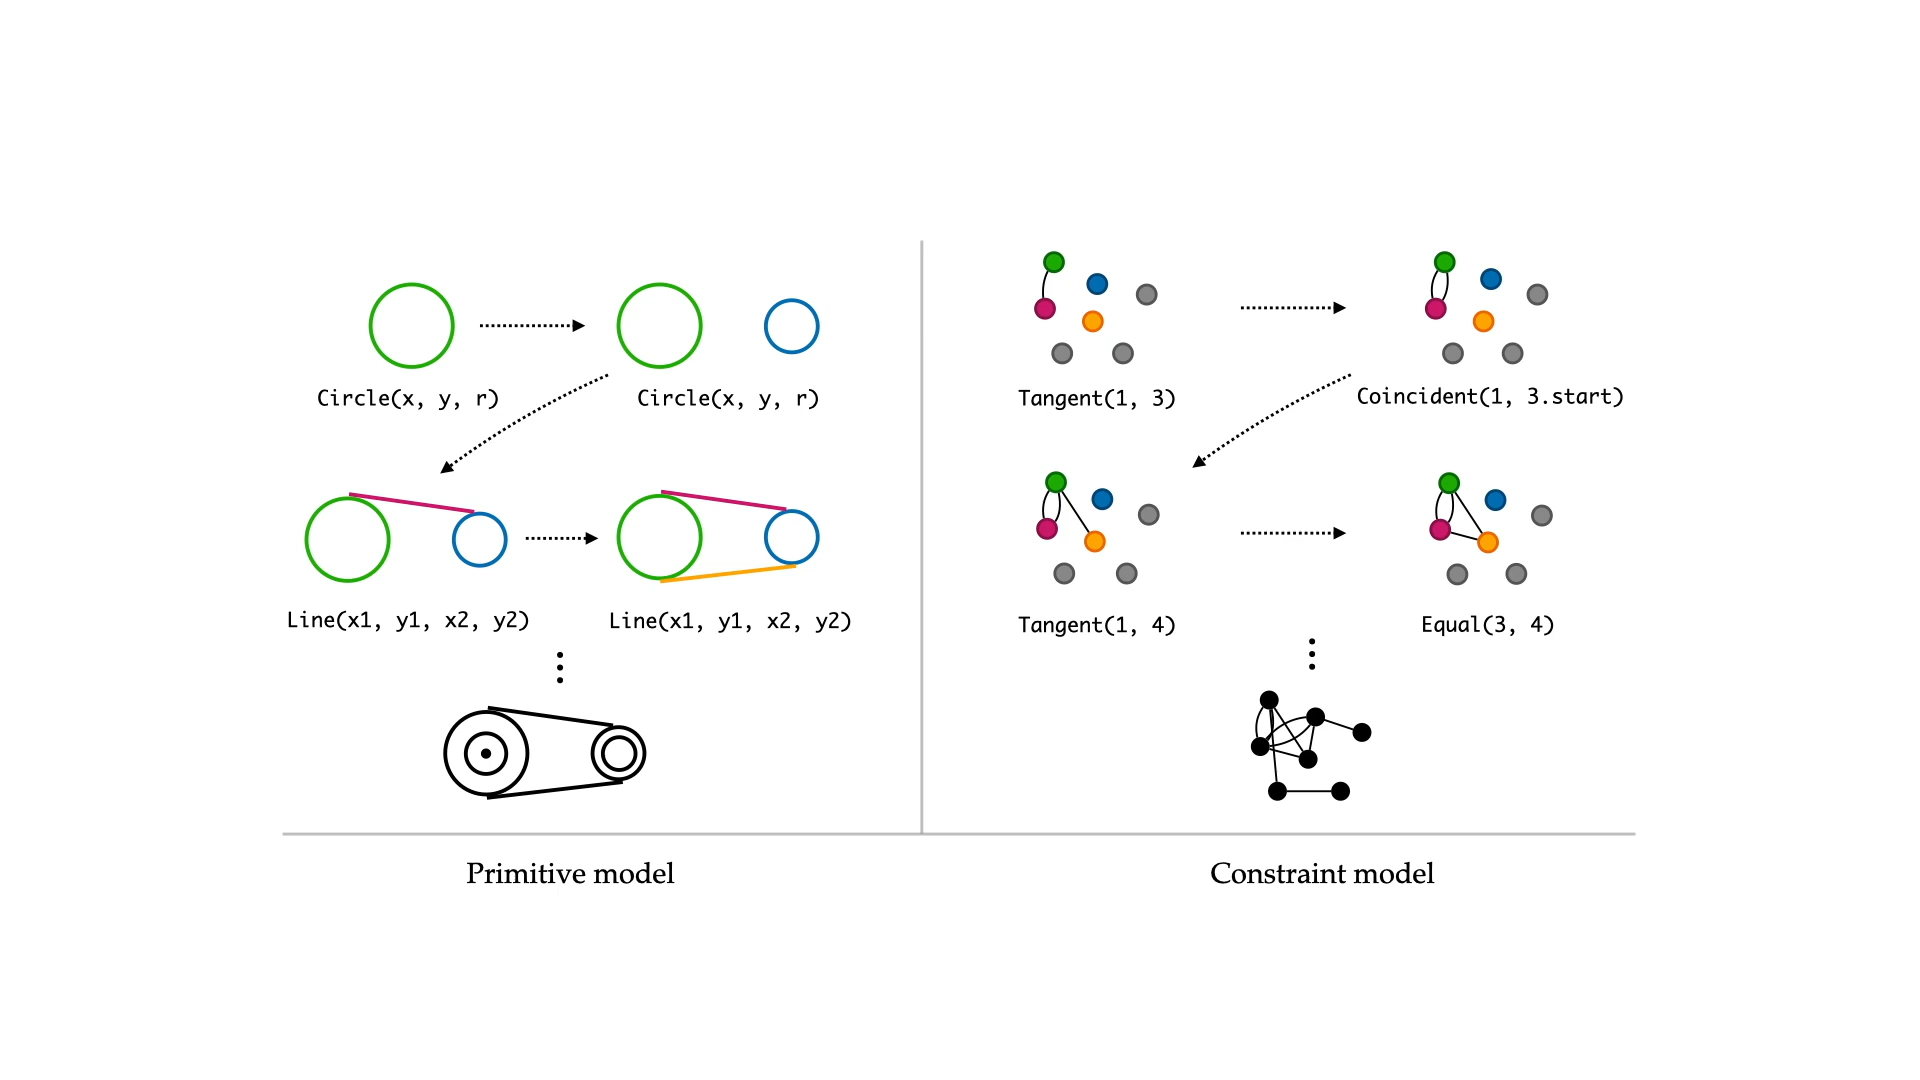 Circle(x, y, r)
Circle(x, y, r)
Line(x1, y1, x2, y2)
Line(x1, y1, x2, y2)
Primitive model
Tangent(1, 3)
Coincident(1, 3.start)
Tangent(1, 4)
Equal(3, 4)
Constraint model